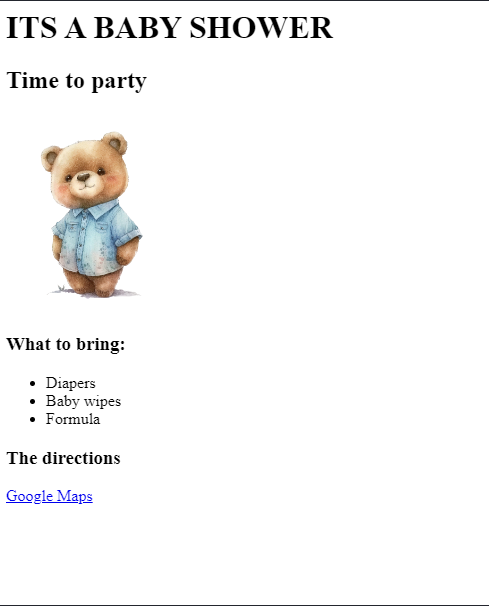 ITS A BABY SHOWER
Time to party
What to bring:
Diapers
Baby wipes
Formula
The directions
Google Maps